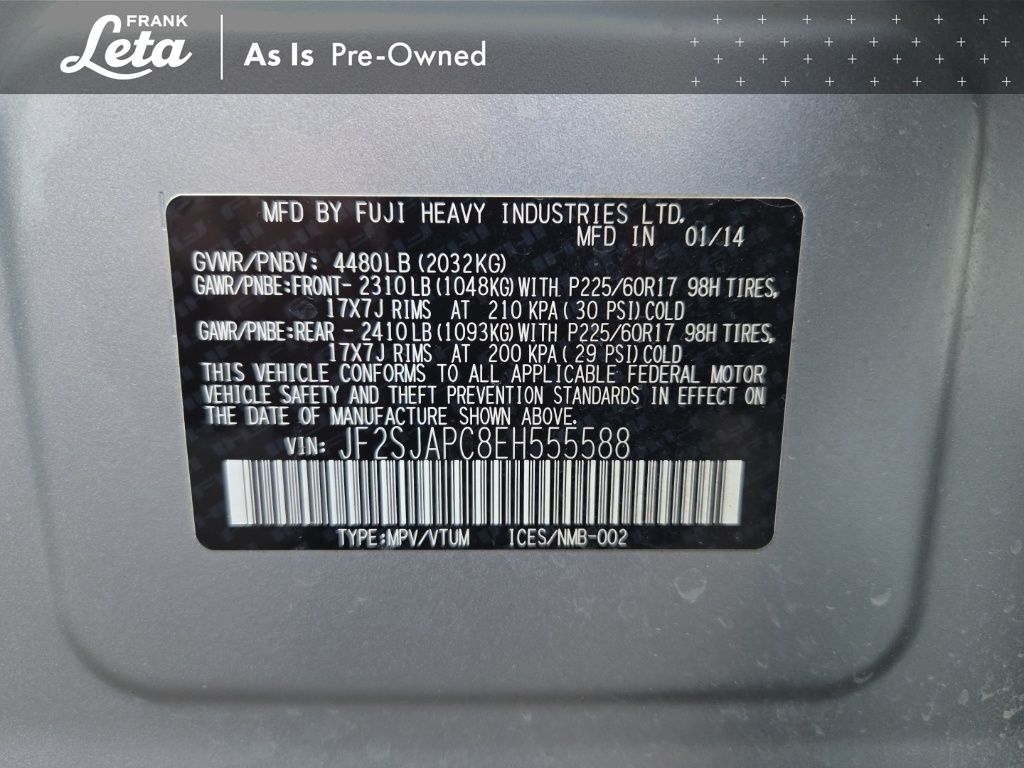 FRANK
Leta
As Is Pre-Owned
MFD BY FUJI HEAVY INDUSTRIES LTD.
MFD IN 01/14
GVWR/PNBV: 4480LB (2032KG)
GAWR/PNBE:FRONT- 2310LB (1048KG) WITH P225/60R17 98H TIRES,
17X7J RIMS AT 210 KPA ( 30 PSI) COLD
GAWR/PNBE:REAR - 2410LB (1093KG) WITH P225/60R17 98H TIRES,
17X7J RIMS AT 200 KPA ( 29 PSI) COLD
THIS VEHICLE CONFORMS TO ALL APPLICABLE FEDERAL MOTOR
VEHICLE SAFETY AND THEFT PREVENTION STANDARDS IN EFFECT ON
THE DATE OF MANUFACTURE SHOWN ABOVE.
VIN: JF2SJAPC8EH555588
TYPE:MPV/VTUM ICES/NMB-002